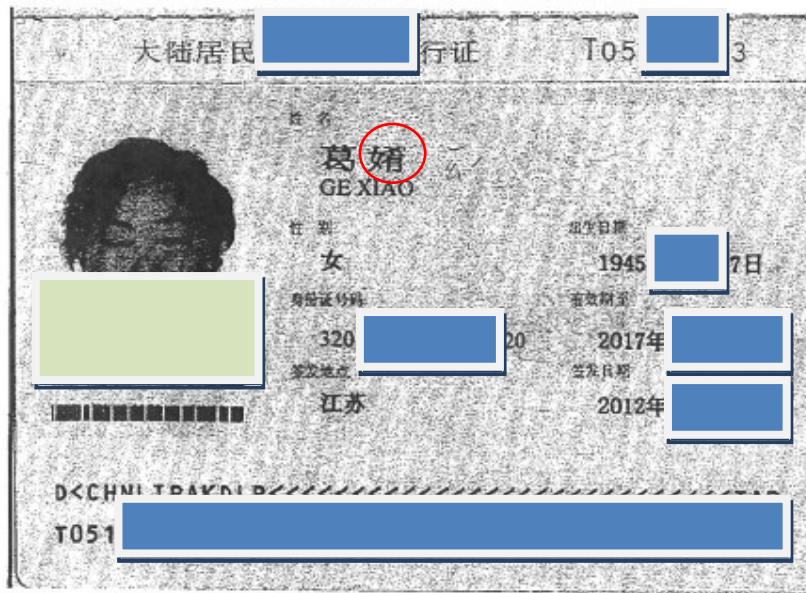 大陆居民 行证 T05 3
姓名
葛
GE XIAO
性别 出生日期
女 1945 7日
身份证号码 有效期至
320 20 2017年
签发地点 签发日期
江苏 2012年
T051